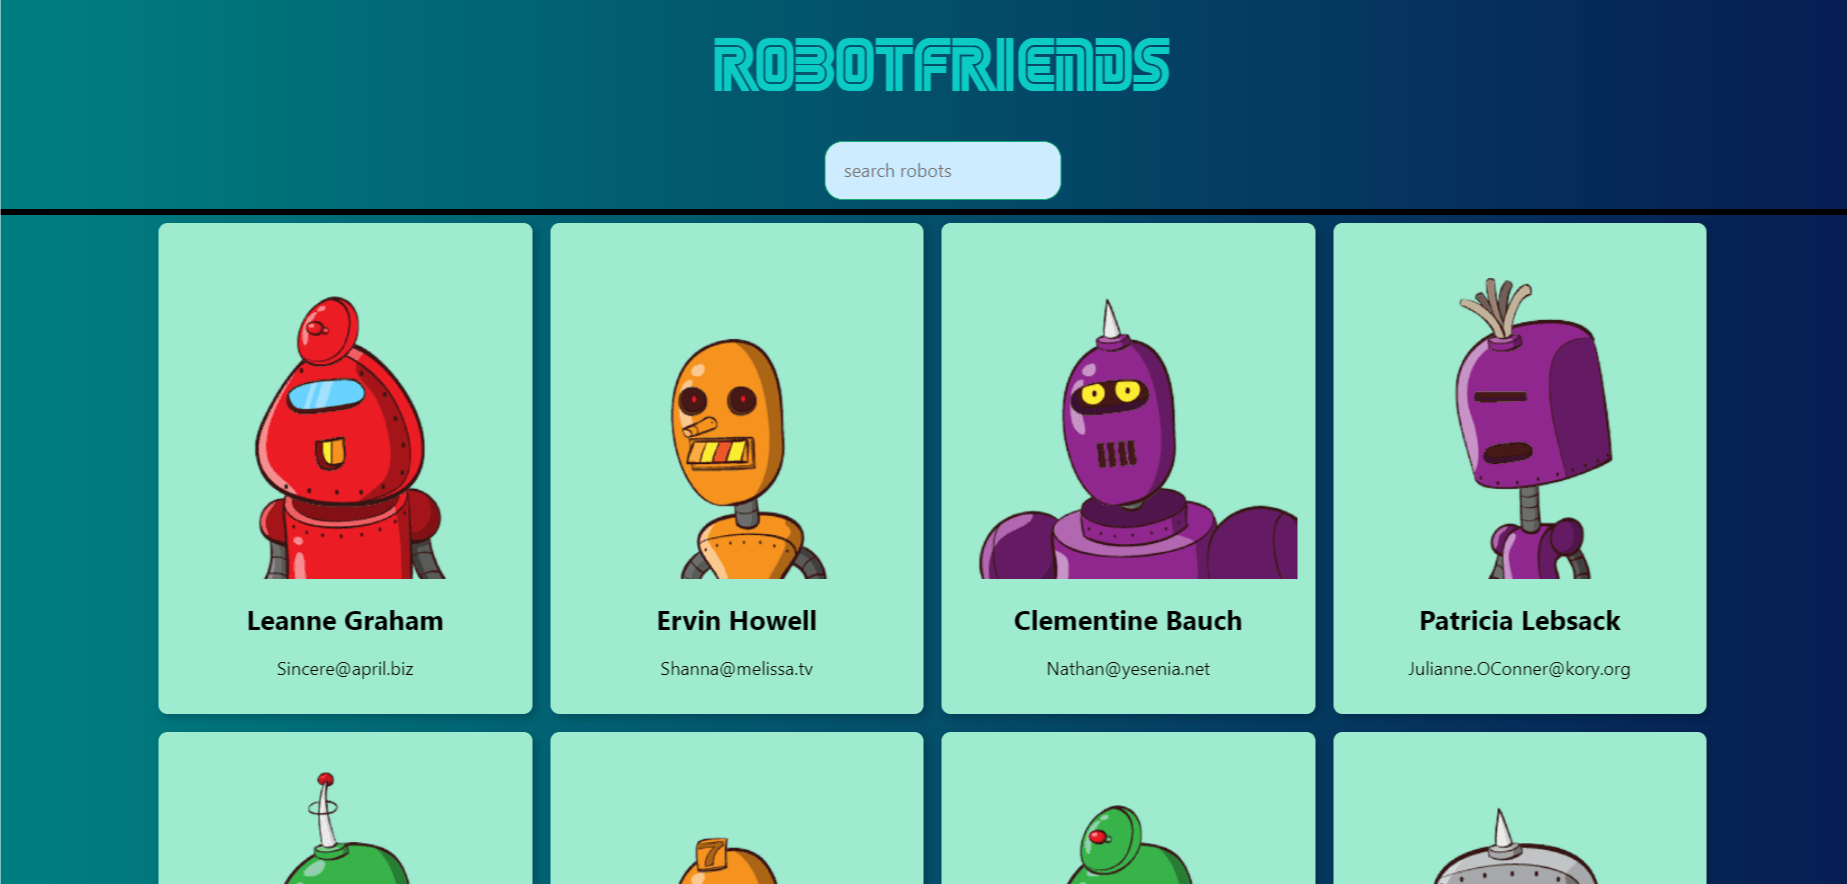 ROBOTFRIENDS
search robots
Leanne Graham
Sincere@april.biz
Ervin Howell
Shanna@melissa.tv
Clementine Bauch
Nathan@yesenia.net
Patricia Lebsack
Julianne.OConner@kory.org
7